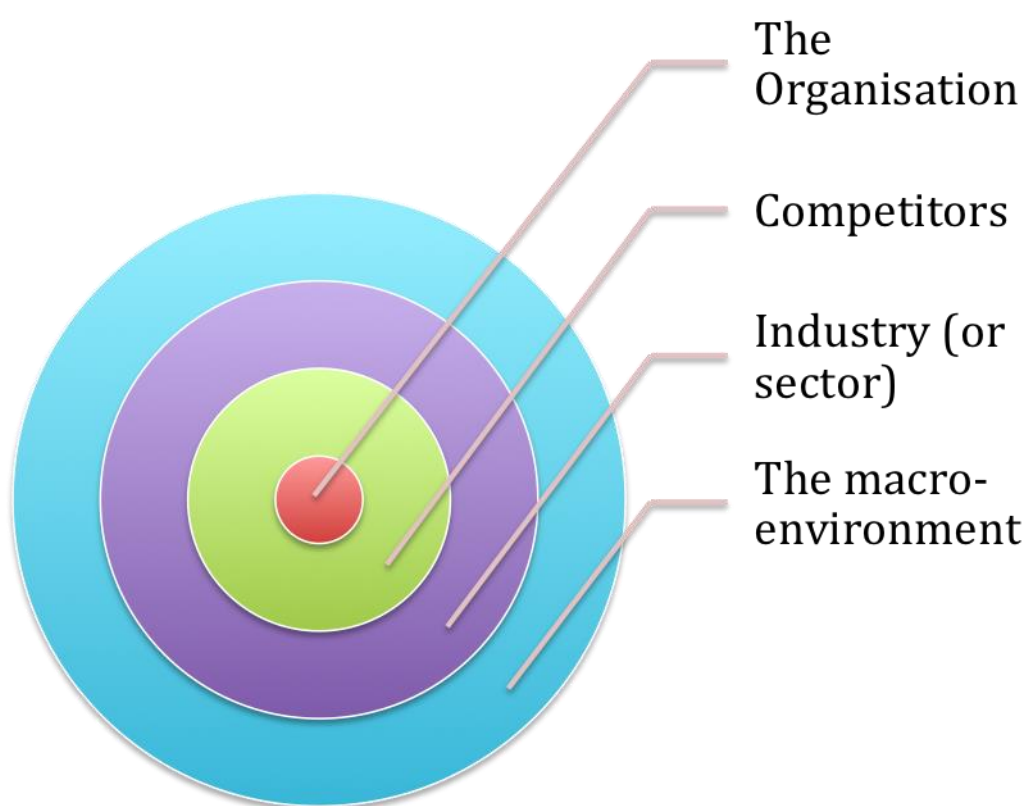 The
Organisation
Competitors
Industry (or
sector)
The macro-
environment